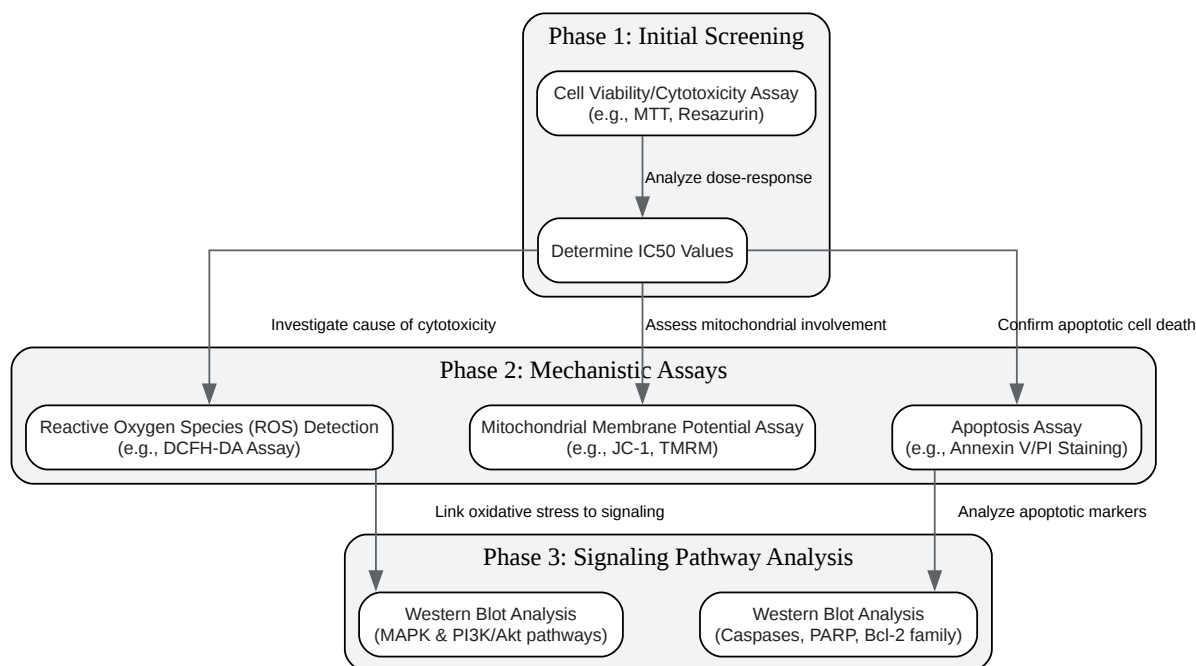 Phase 1: Initial Screening
Cell Viability/Cytotoxicity Assay
(e.g., MTT, Resazurin)
Analyze dose-response
Determine IC50 Values
Investigate cause of cytotoxicity
Assess mitochondrial involvement
Confirm apoptotic cell death
Phase 2: Mechanistic Assays
Reactive Oxygen Species (ROS) Detection
(e.g., DCFH-DA Assay)
Mitochondrial Membrane Potential Assay
(e.g., JC-1, TMRM)
Apoptosis Assay
(e.g., Annexin V/PI Staining)
Link oxidative stress to signaling
Analyze apoptotic markers
Phase 3: Signaling Pathway Analysis
Western Blot Analysis
(MAPK & PI3K/Akt pathways)
Western Blot Analysis
(Caspases, PARP, Bcl-2 family)